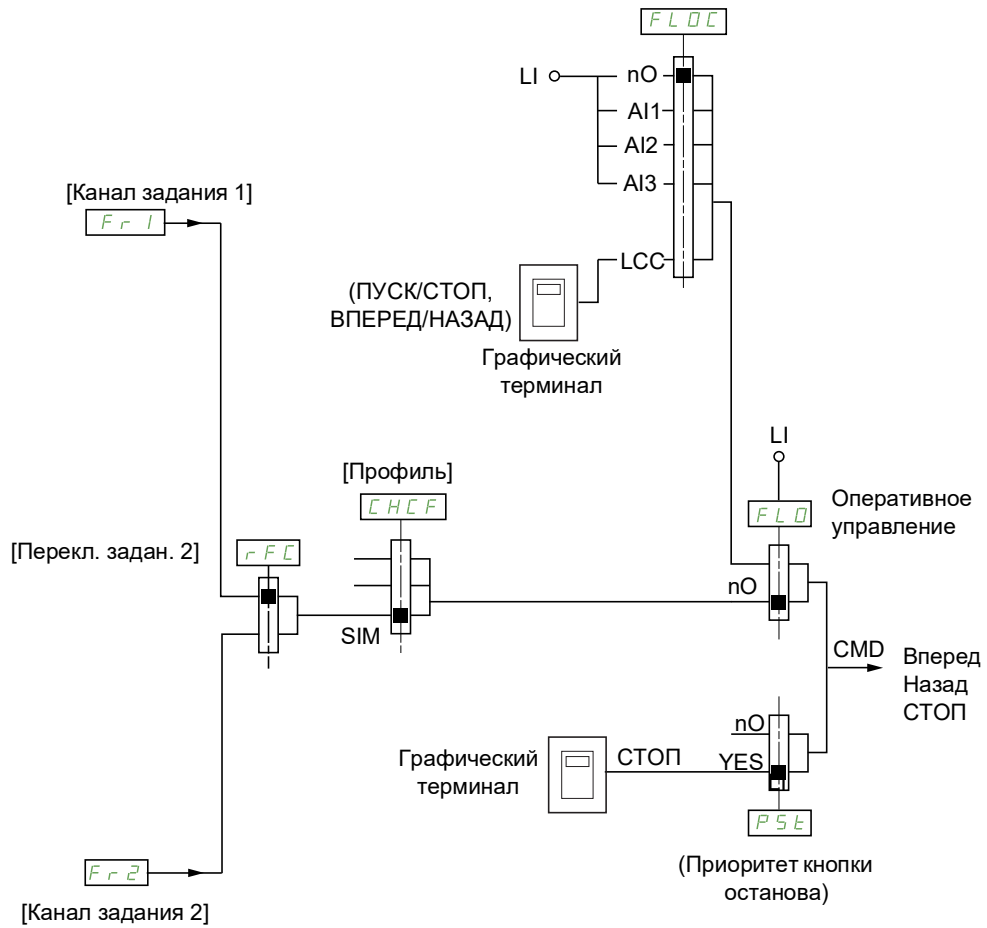 FLOC
LI
nO
AI1
AI2
AI3
LCC
[Канал задания 1]
Fr1
(ПУСК/СТОП,
ВПЕРЕД/НАЗАД)
Графический
терминал
LI
[Профиль]
CHCF
FLO
Оперативное
управление
[Перекл. задан. 2]
rFC
nO
SIM
CMD
Вперед
Назад
СТОП
nO
Графический
терминал
СТОП
YES
PSt
(Приоритет кнопки
останова)
Fr2
[Канал задания 2]